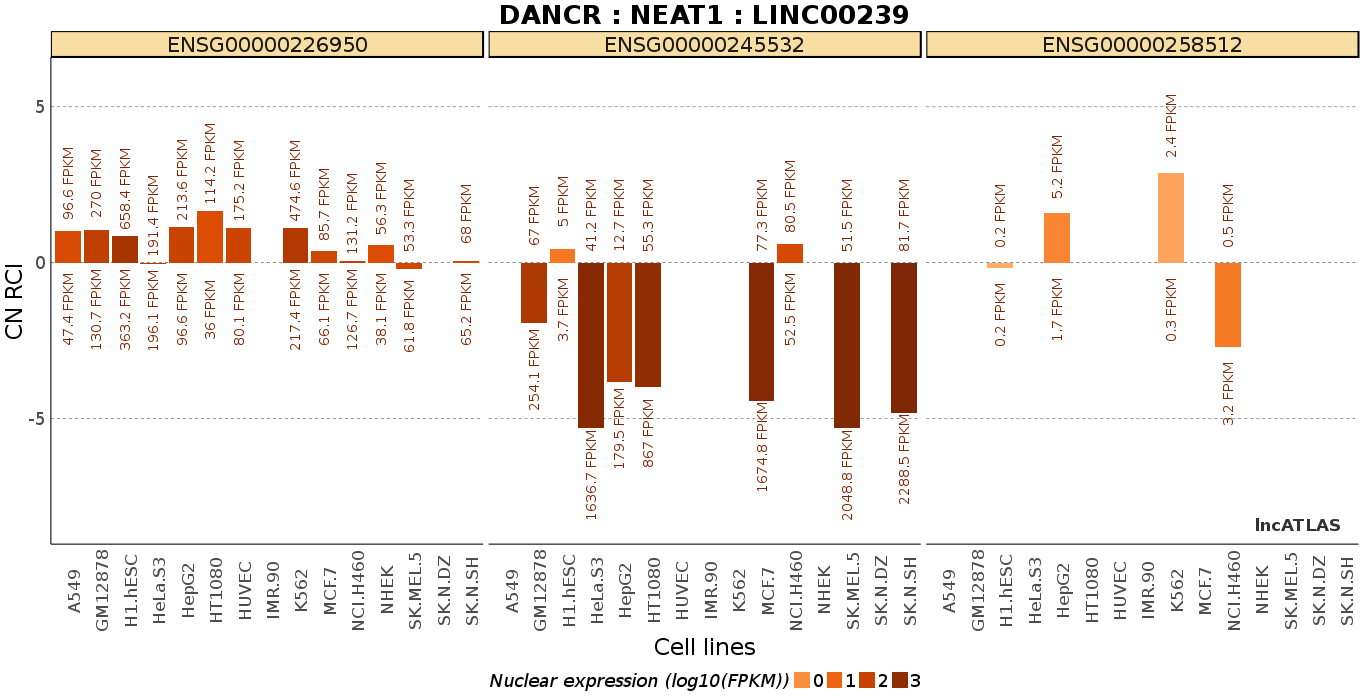 DANCR : NEAT1 : LINC00239
ENSG00000226950
ENSG00000245532
ENSG00000258512
CN RCI
5
0
-5
96.6 FPKM
270 FPKM
658.4 FPKM
191.4 FPKM
213.6 FPKM
114.2 FPKM
175.2 FPKM
474.6 FPKM
85.7 FPKM
131.2 FPKM
56.3 FPKM
53.3 FPKM
68 FPKM
47.4 FPKM
130.7 FPKM
363.2 FPKM
196.1 FPKM
96.6 FPKM
36 FPKM
80.1 FPKM
217.4 FPKM
66.1 FPKM
126.7 FPKM
38.1 FPKM
61.8 FPKM
65.2 FPKM
67 FPKM
5 FPKM
41.2 FPKM
12.7 FPKM
55.3 FPKM
77.3 FPKM
80.5 FPKM
51.5 FPKM
81.7 FPKM
254.1 FPKM
3.7 FPKM
1636.7 FPKM
179.5 FPKM
867 FPKM
1674.8 FPKM
52.5 FPKM
2048.8 FPKM
2288.5 FPKM
0.2 FPKM
5.2 FPKM
2.4 FPKM
0.5 FPKM
0.2 FPKM
1.7 FPKM
0.3 FPKM
3.2 FPKM
lncATLAS
A549
GM12878
H1.hESC
HeLa.S3
HepG2
HT1080
HUVEC
IMR.90
K562
MCF.7
NCI.H460
NHEK
SK.MEL.5
SK.N.DZ
SK.N.SH
A549
GM12878
H1.hESC
HeLa.S3
HepG2
HT1080
HUVEC
IMR.90
K562
MCF.7
NCI.H460
NHEK
SK.MEL.5
SK.N.DZ
SK.N.SH
A549
GM12878
H1.hESC
HeLa.S3
HepG2
HT1080
HUVEC
IMR.90
K562
MCF.7
NCI.H460
NHEK
SK.MEL.5
SK.N.DZ
SK.N.SH
Cell lines
Nuclear expression (log10(FPKM)) 0 1 2 3